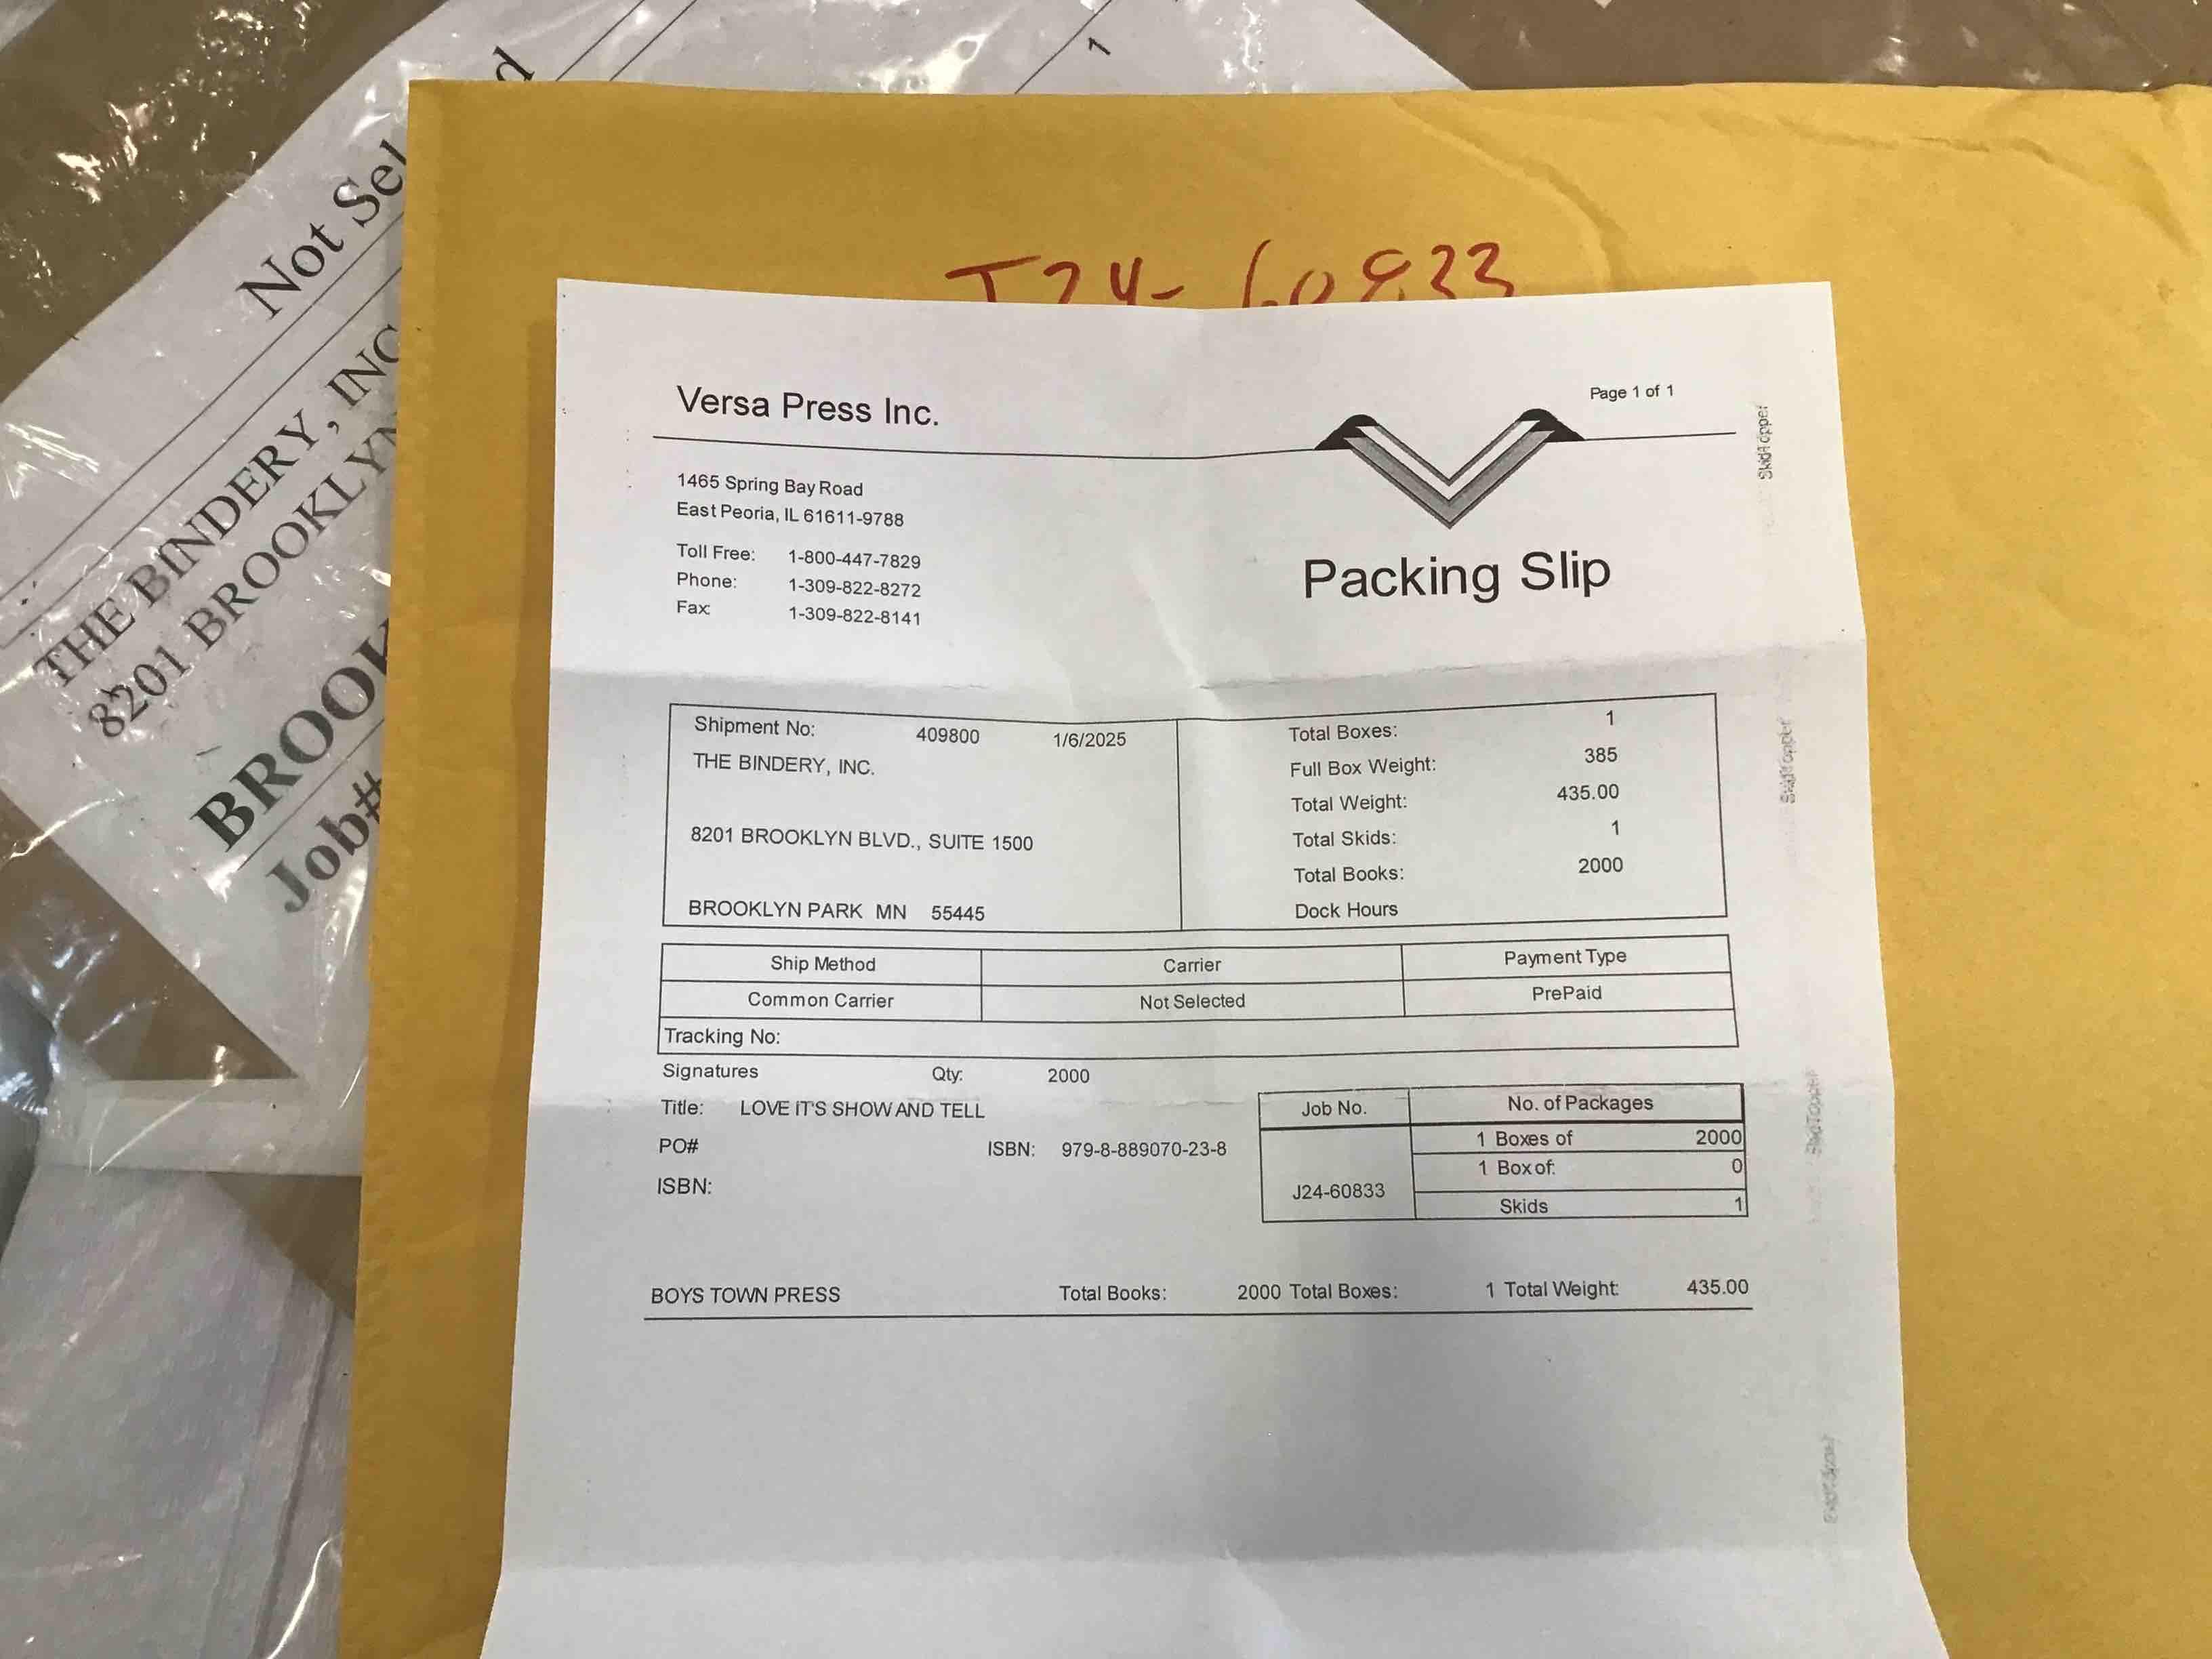 d
1
Not Sel
THE BINDERY, INC
8201 BROOKLYN
BROOK
Job#
J24-60833
Versa Press Inc.
Page 1 of 1
1465 Spring Bay Road
East Peoria, IL 61611-9788
Toll Free: 1-800-447-7829
Phone: 1-309-822-8272
Fax: 1-309-822-8141
Packing Slip
SkidTopper
Shipment No: 409800 1/6/2025
THE BINDERY, INC.
8201 BROOKLYN BLVD., SUITE 1500
BROOKLYN PARK MN 55445
Total Boxes: 1
Full Box Weight: 385
Total Weight: 435.00
Total Skids: 1
Total Books: 2000
Dock Hours
SkidTopper
Ship Method Carrier Payment Type
Common Carrier Not Selected PrePaid
Tracking No:
Signatures Qty: 2000
Title: LOVE IT'S SHOW AND TELL
PO# ISBN: 979-8-889070-23-8
ISBN:
Job No. No. of Packages
J24-60833
1 Boxes of 2000
1 Box of: 0
Skids 1
SkidTopper
BOYS TOWN PRESS Total Books: 2000 Total Boxes: 1 Total Weight: 435.00